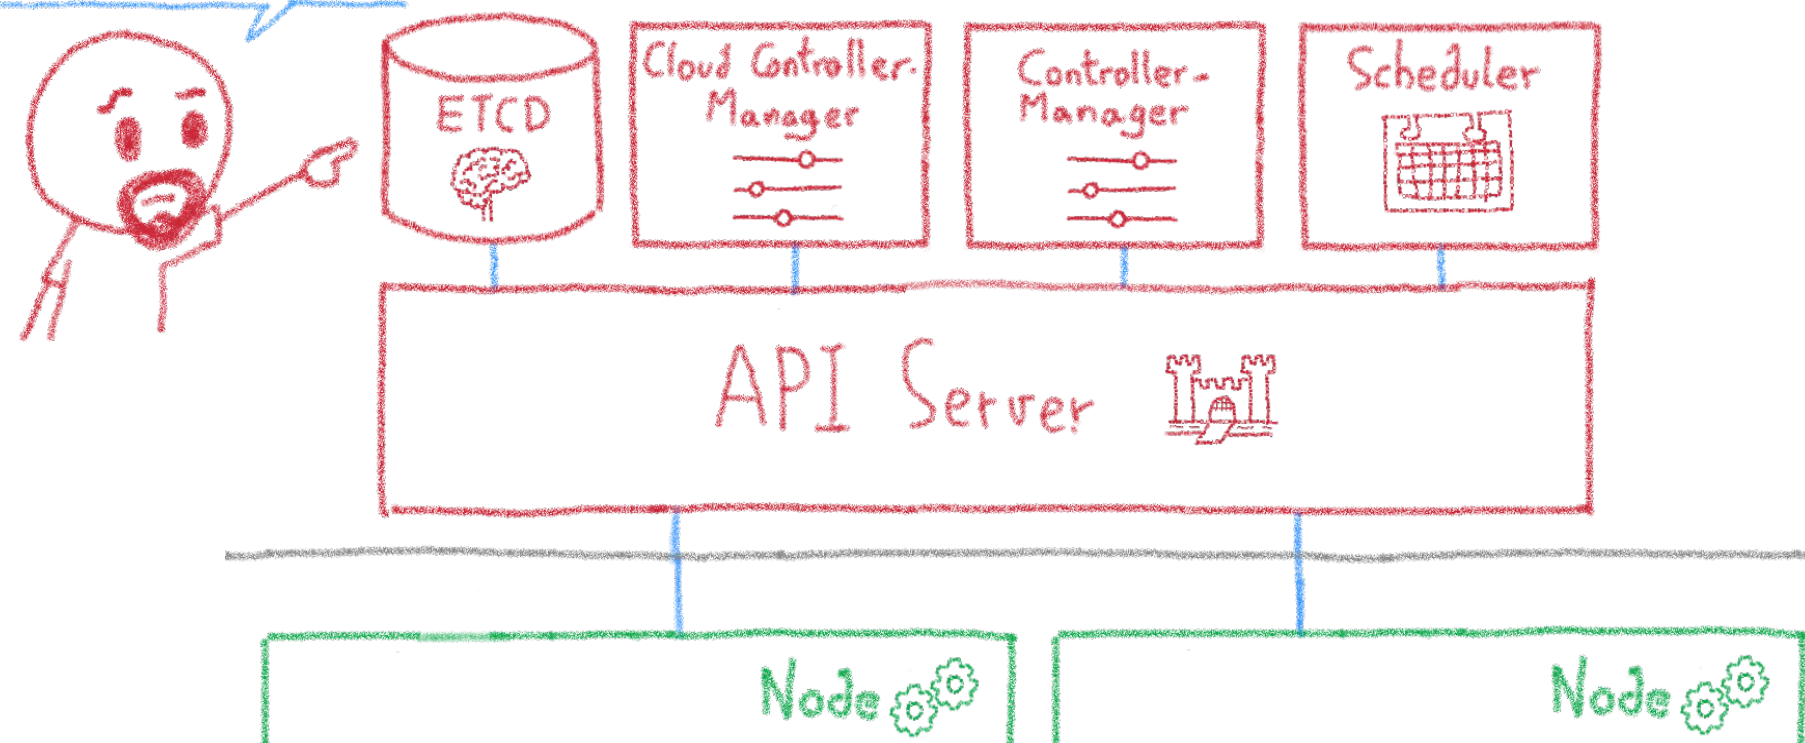 ETCD
Cloud Controller-
Manager
Controller-
Manager
Scheduler
API Server
Node
Node